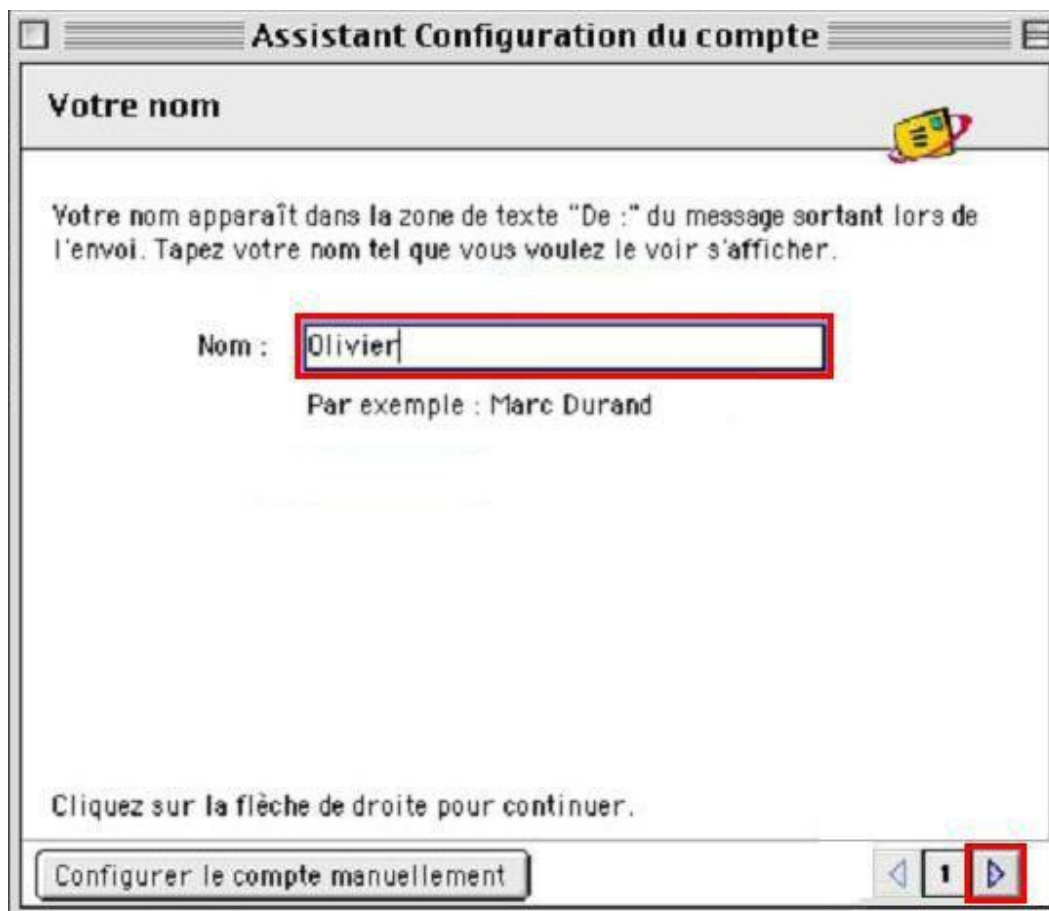 Assistant Configuration du compte
Votre nom
Votre nom apparaît dans la zone de texte "De :" du message sortant lors de
l'envoi. Tapez votre nom tel que vous voulez le voir s'afficher.
Nom : Olivier
Par exemple : Marc Durand
Cliquez sur la flèche de droite pour continuer.
Configurer le compte manuellement 1